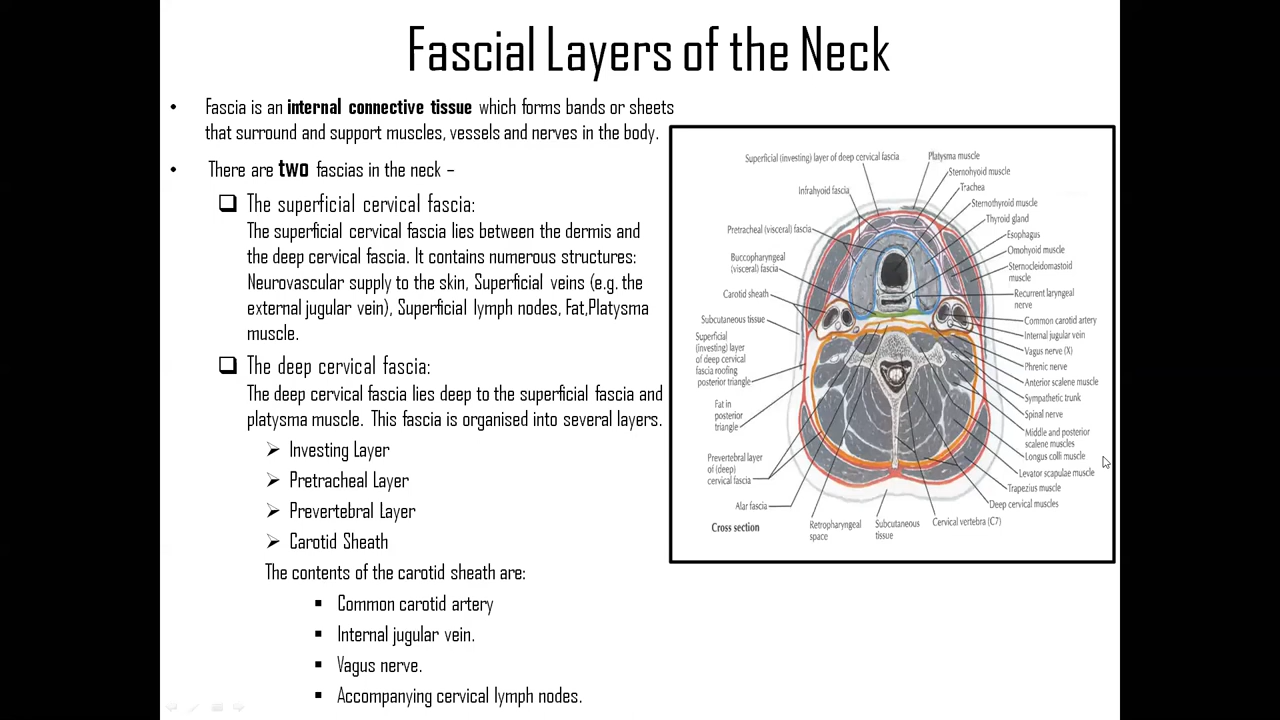 Fascial Layers of the Neck
• Fascia is an internal connective tissue which forms bands or sheets
that surround and support muscles, vessels and nerves in the body.
• There are two fascias in the neck –
❑ The superficial cervical fascia:
The superficial cervical fascia lies between the dermis and
the deep cervical fascia. It contains numerous structures:
Neurovascular supply to the skin, Superficial veins (e.g. the
external jugular vein), Superficial lymph nodes, Fat,Platysma
muscle.
❑ The deep cervical fascia:
The deep cervical fascia lies deep to the superficial fascia and
platysma muscle. This fascia is organised into several layers.
➢ Investing Layer
➢ Pretracheal Layer
➢ Prevertebral Layer
➢ Carotid Sheath
The contents of the carotid sheath are:
▪ Common carotid artery
▪ Internal jugular vein.
▪ Vagus nerve.
▪ Accompanying cervical lymph nodes.
Superficial (investing) layer of deep cervical fascia
Infrahyoid fascia
Pretracheal (visceral) fascia
Buccopharyngeal
(visceral) fascia
Carotid sheath
Subcutaneous tissue
Superficial
(investing) layer
of deep cervical
fascia roofing
posterior triangle
Fat in
posterior
triangle
Prevertebral layer
of (deep)
cervical fascia
Alar fascia
Cross section
Retropharyngeal
space
Subcutaneous
tissue
Cervical vertebra (C7)
Platysma muscle
Sternohyoid muscle
Trachea
Sternothyroid muscle
Thyroid gland
Esophagus
Omohyoid muscle
Sternocleidomastoid
muscle
Recurrent laryngeal
nerve
Common carotid artery
Internal jugular vein
Vagus nerve (X)
Phrenic nerve
Anterior scalene muscle
Sympathetic trunk
Spinal nerve
Middle and posterior
scalene muscles
Longus colli muscle
Levator scapulae muscle
Trapezius muscle
Deep cervical muscles